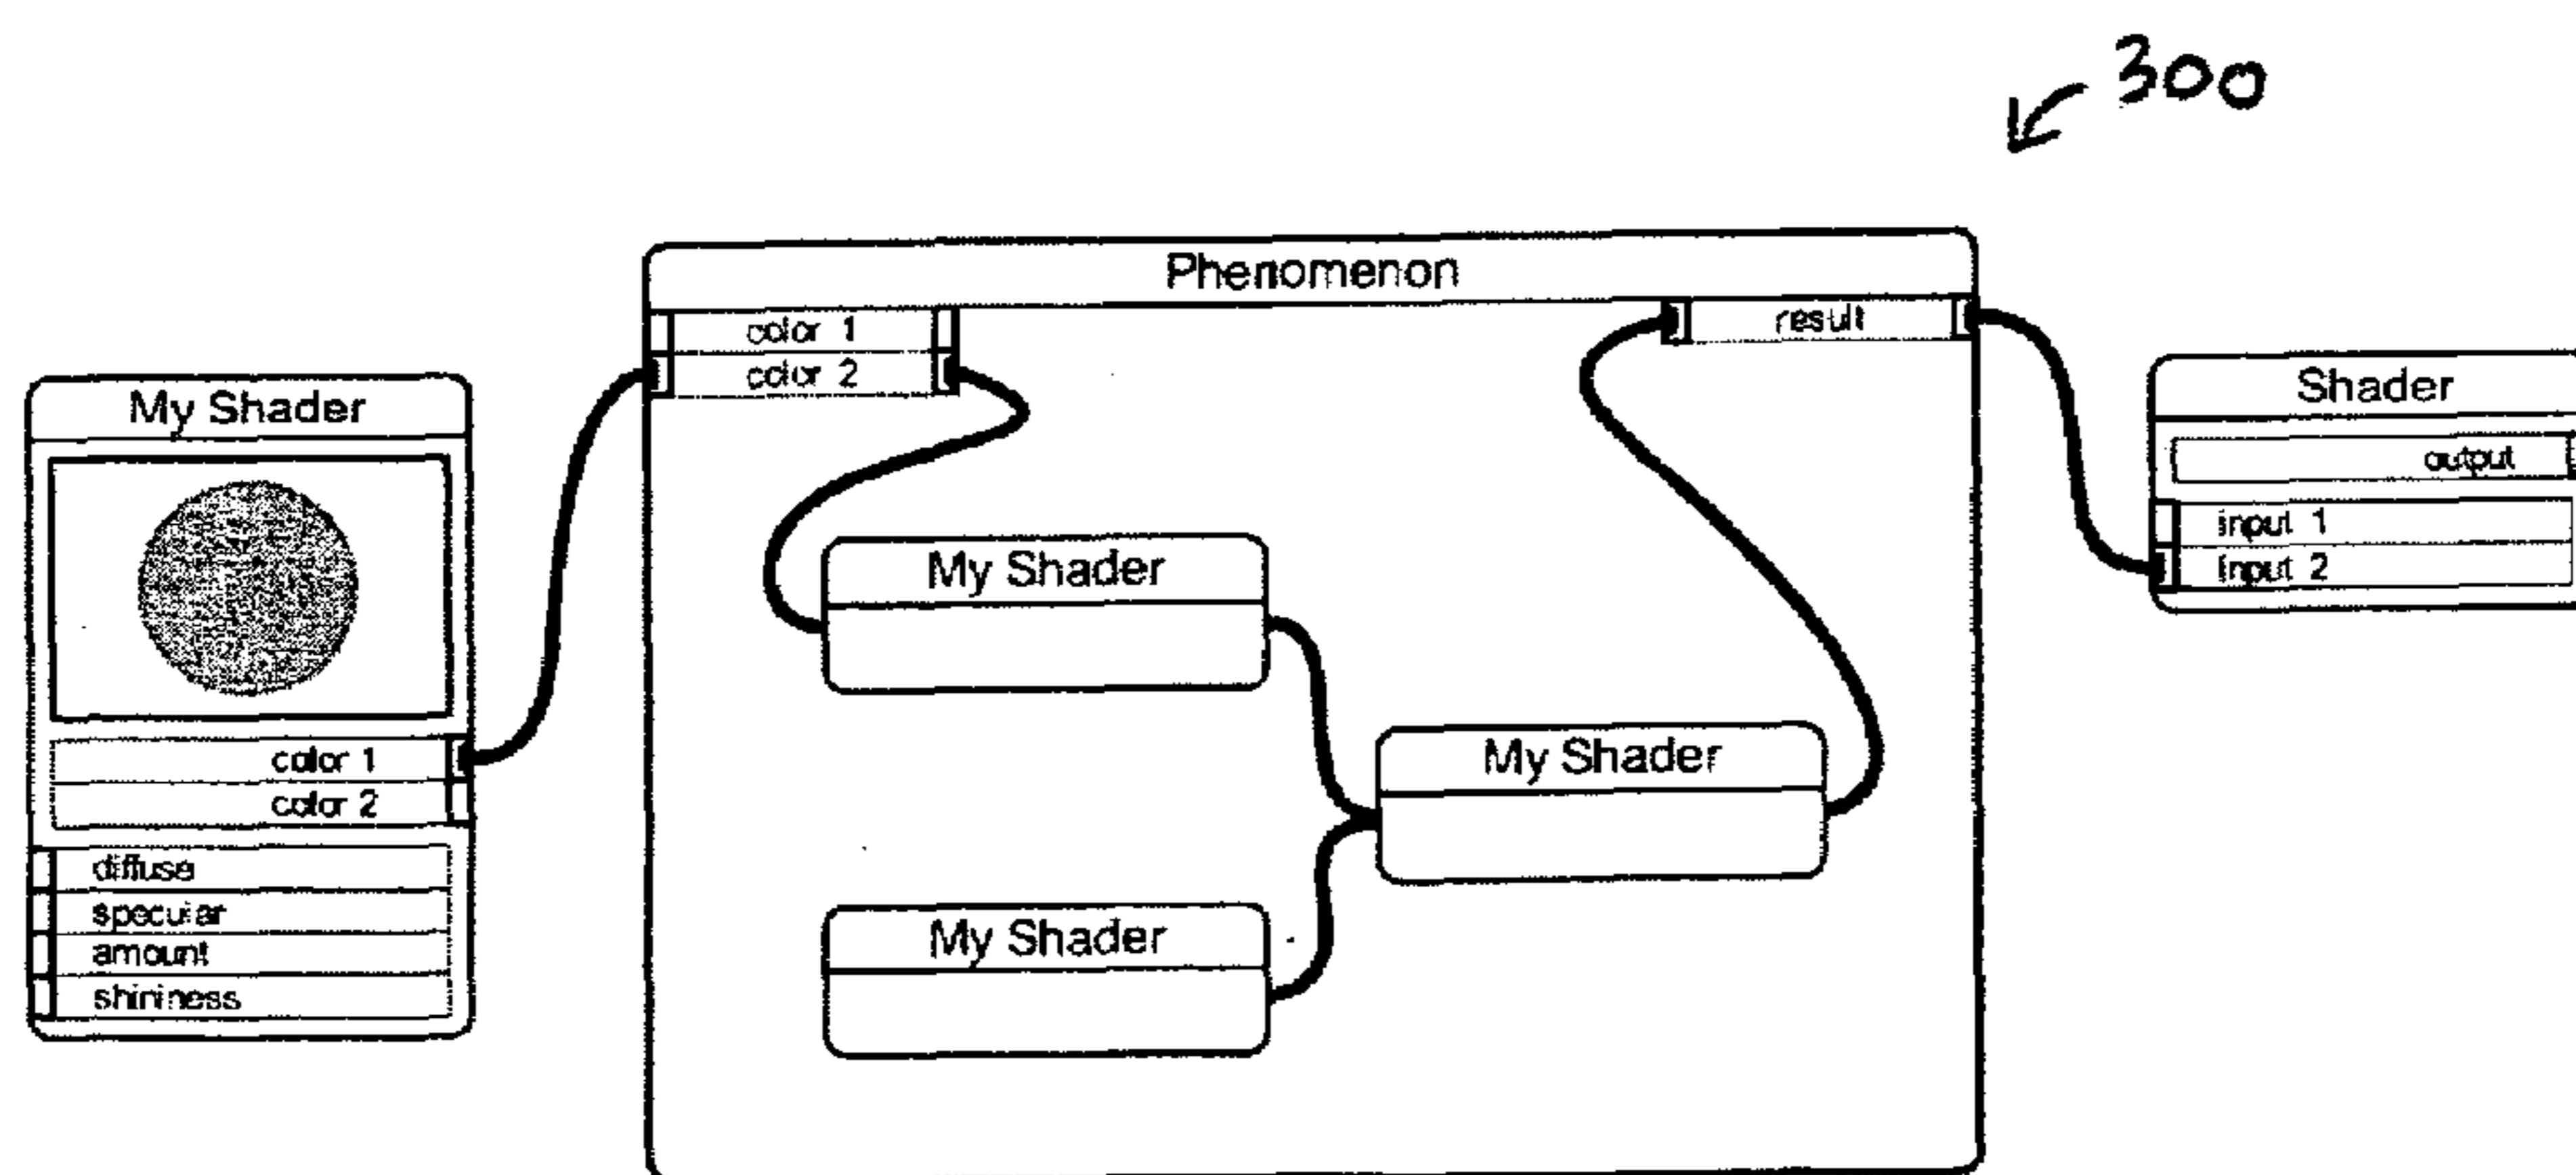 300
Phenomenon
color 1
color 2
result
My Shader
color 1
color 2
diffuse
specular
amount
shininess
My Shader
My Shader
My Shader
Shader
output
input 1
input 2